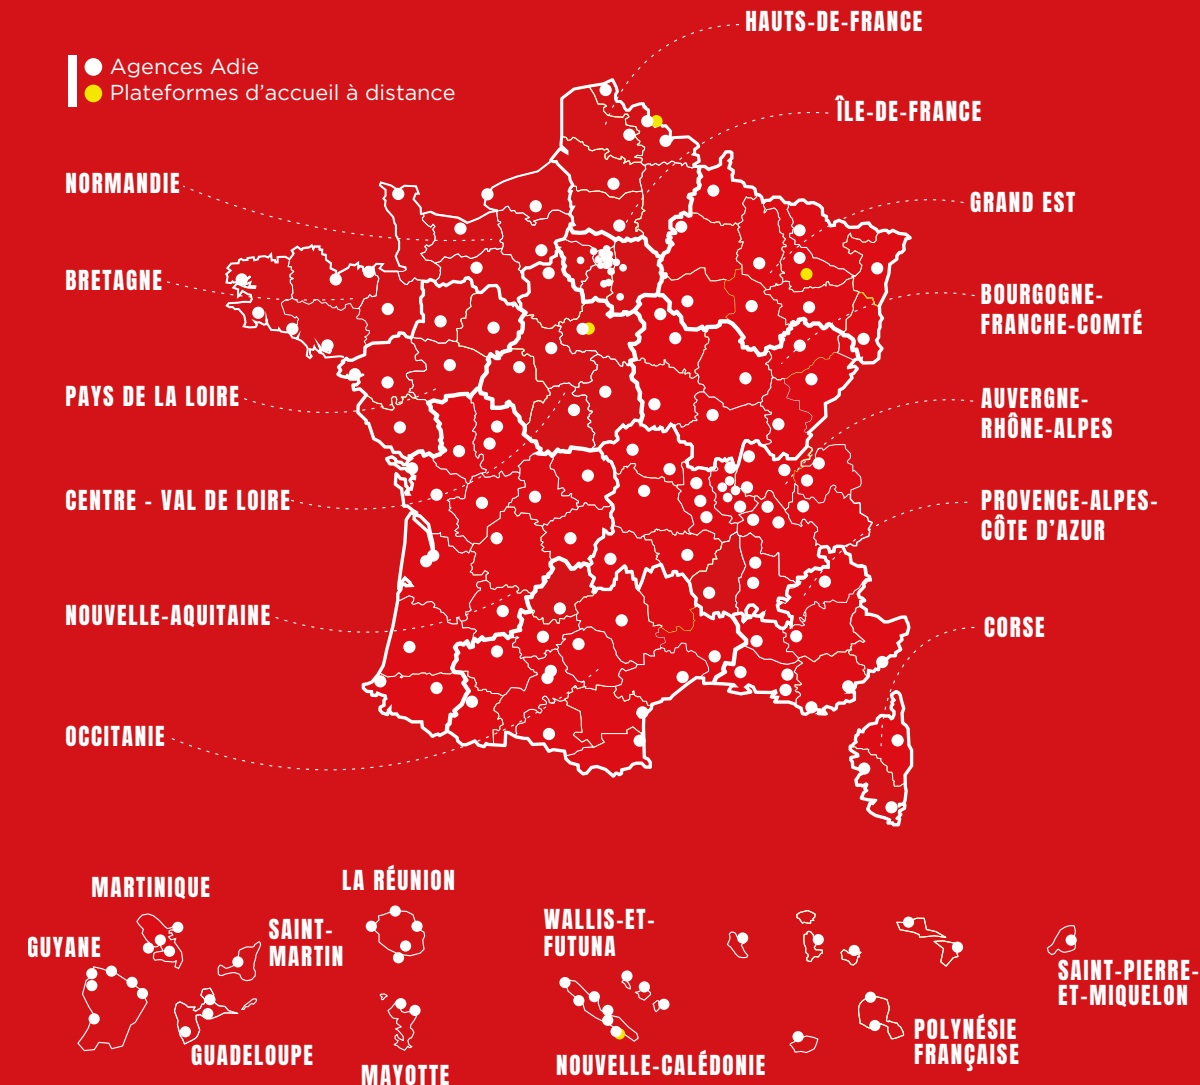 HAUTS-DE-FRANCE
Agences Adie
Plateformes d'accueil à distance
ÎLE-DE-FRANCE
NORMANDIE
GRAND EST
BRETAGNE
BOURGOGNE-
FRANCHE-COMTÉ
PAYS DE LA LOIRE
AUVERGNE-
RHÔNE-ALPES
CENTRE - VAL DE LOIRE
PROVENCE-ALPES-
CÔTE D'AZUR
NOUVELLE-AQUITAINE
CORSE
OCCITANIE
MARTINIQUE
LA RÉUNION
GUYANE
SAINT-
MARTIN
WALLIS-ET-
FUTUNA
SAINT-PIERRE-
ET-MIQUELON
GUADELOUPE
MAYOTTE
NOUVELLE-CALÉDONIE
POLYNÉSIE
FRANÇAISE